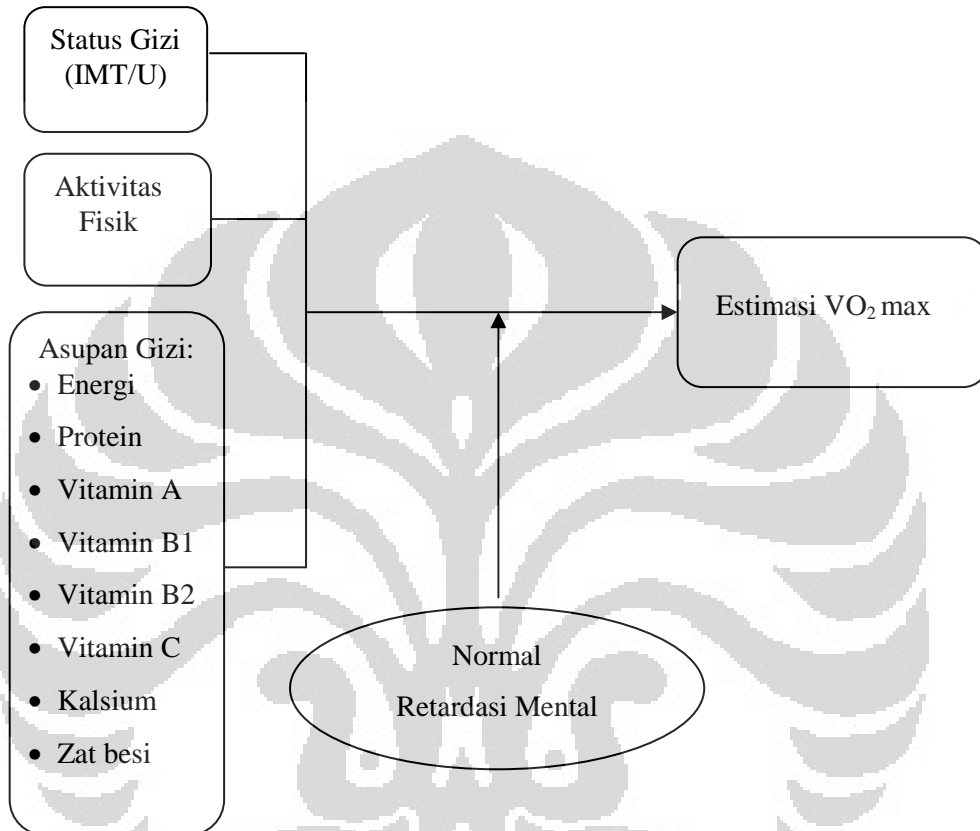 Status Gizi
(IMT/U)
Aktivitas
Fisik
Asupan Gizi:
• Energi
• Protein
• Vitamin A
• Vitamin B1
• Vitamin B2
• Vitamin C
• Kalsium
• Zat besi
Normal
Retardasi Mental
Estimasi VO₂ max